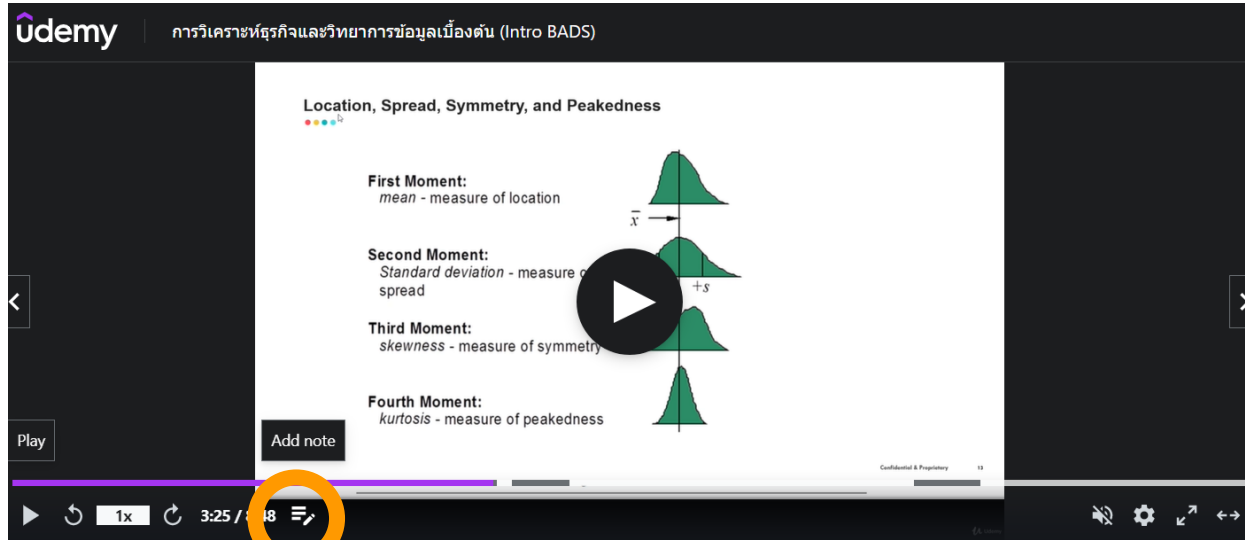 ûdemy
การวิเคราะห์ธุรกิจและวิทยาการข้อมูลเบื้องต้น (Intro BADS)
Location, Spread, Symmetry, and Peakedness
First Moment:
mean - measure of location
x̅
Second Moment:
Standard deviation - measure
spread
+s
Third Moment:
skewness - measure of symmetry
Fourth Moment:
kurtosis - measure of peakedness
Play
Add note
Confidential & Proprietary 13
1x
3:25 / 8:48